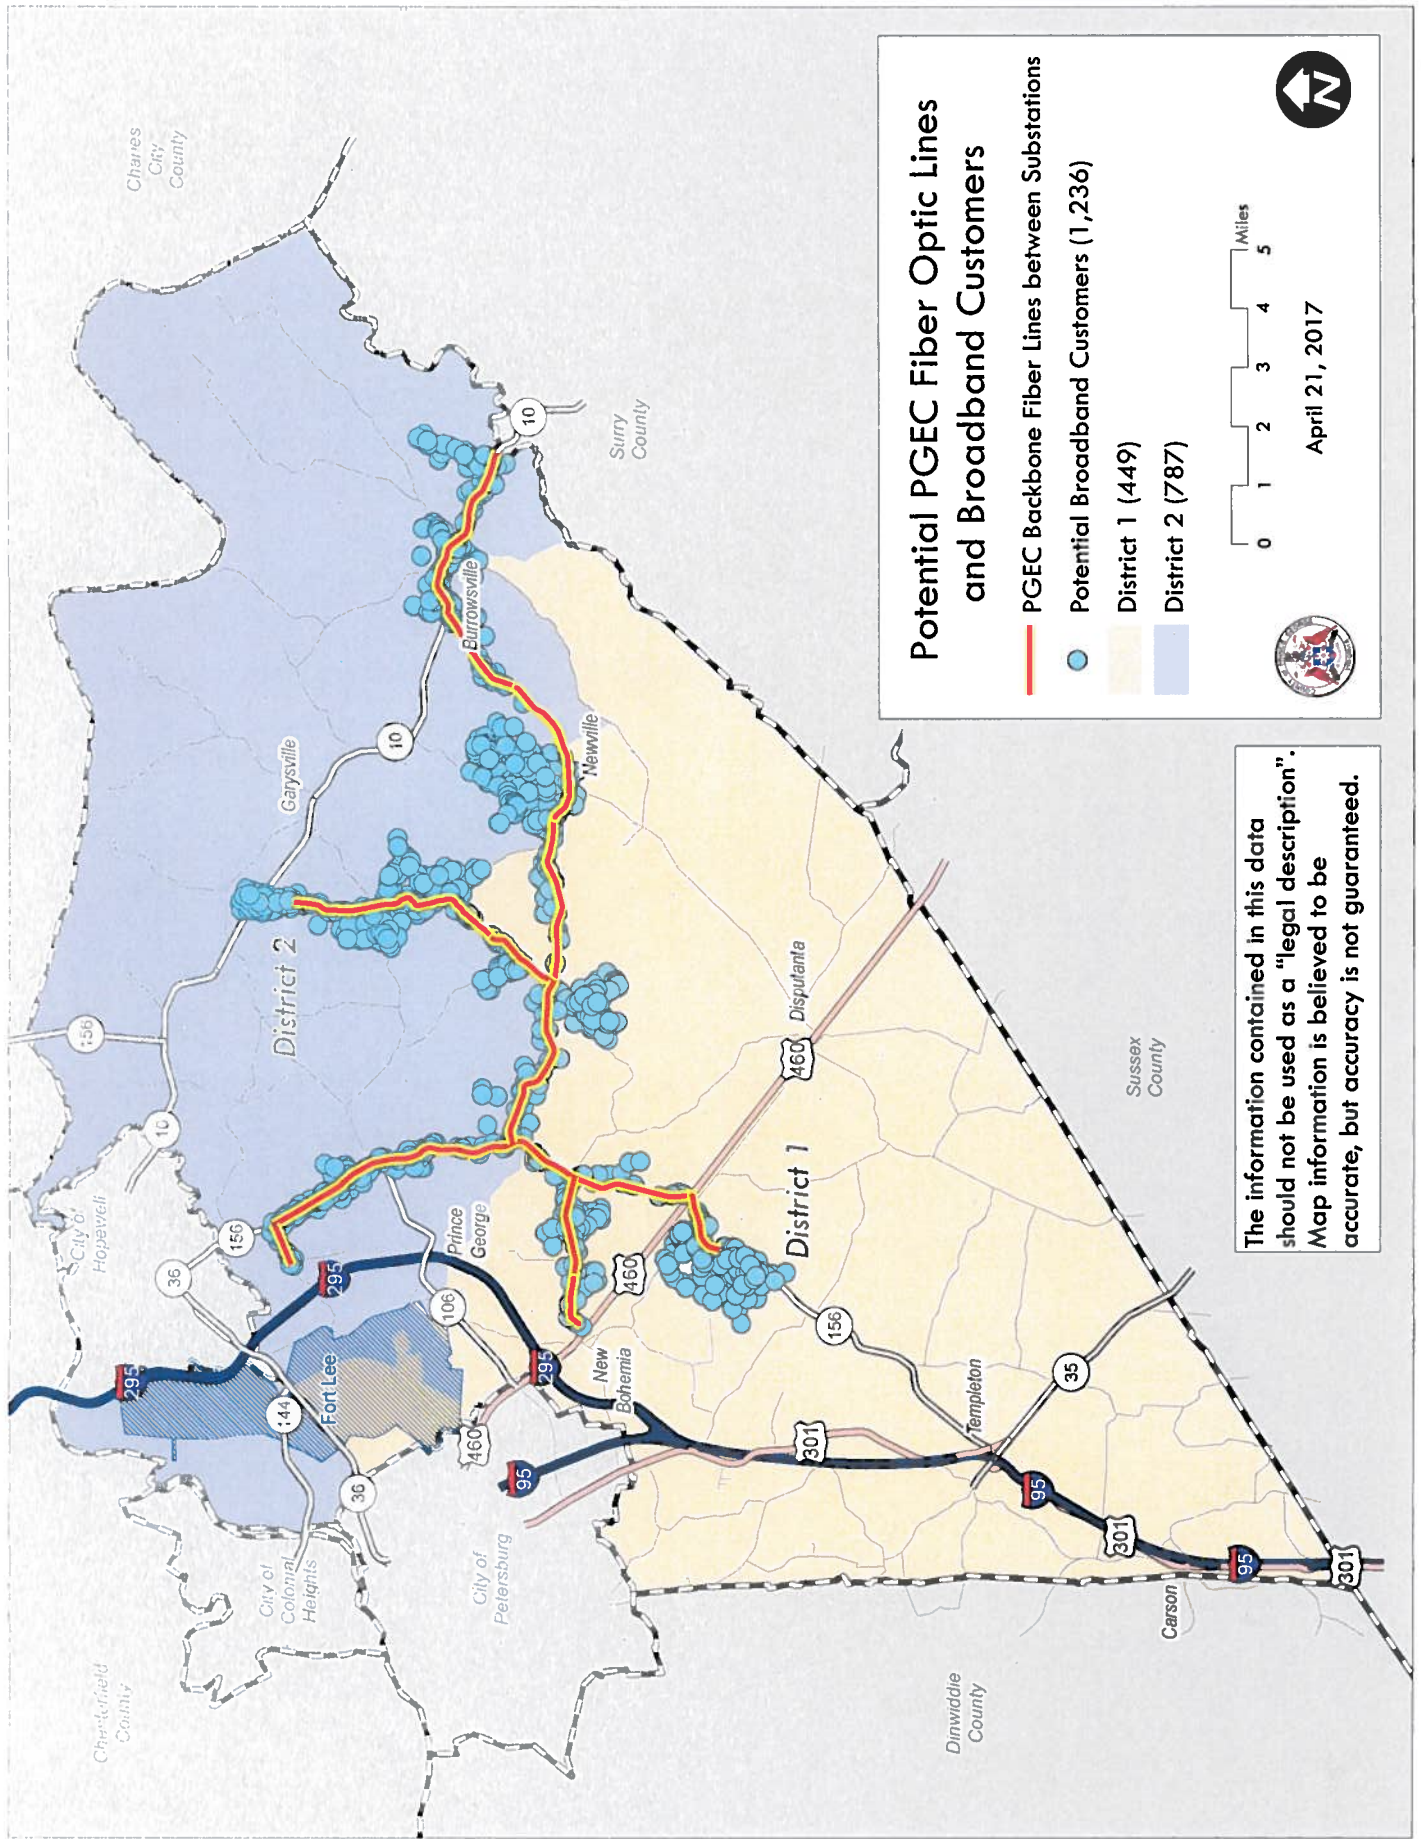 Charles
City
County
Chesterfield
County
City of
Hopewell
City of
Colonial
Heights
City of
Petersburg
Dinwiddie
County
Sussex
County
Surry
County
District 2
District 1
Garysville
Burrowsville
Newville
Disputanta
Prince
George
New
Bohemia
Fort Lee
Templeton
Carson
156
10
10
10
156
36
295
295
295
144
36
106
460
460
460
95
301
156
35
95
301
95
301
Potential PGEC Fiber Optic Lines
and Broadband Customers
PGEC Backbone Fiber Lines between Substations
Potential Broadband Customers (1,236)
District 1 (449)
District 2 (787)
Miles
0 1 2 3 4 5
April 21, 2017
N
The information contained in this data
should not be used as a "legal description".
Map information is believed to be
accurate, but accuracy is not guaranteed.